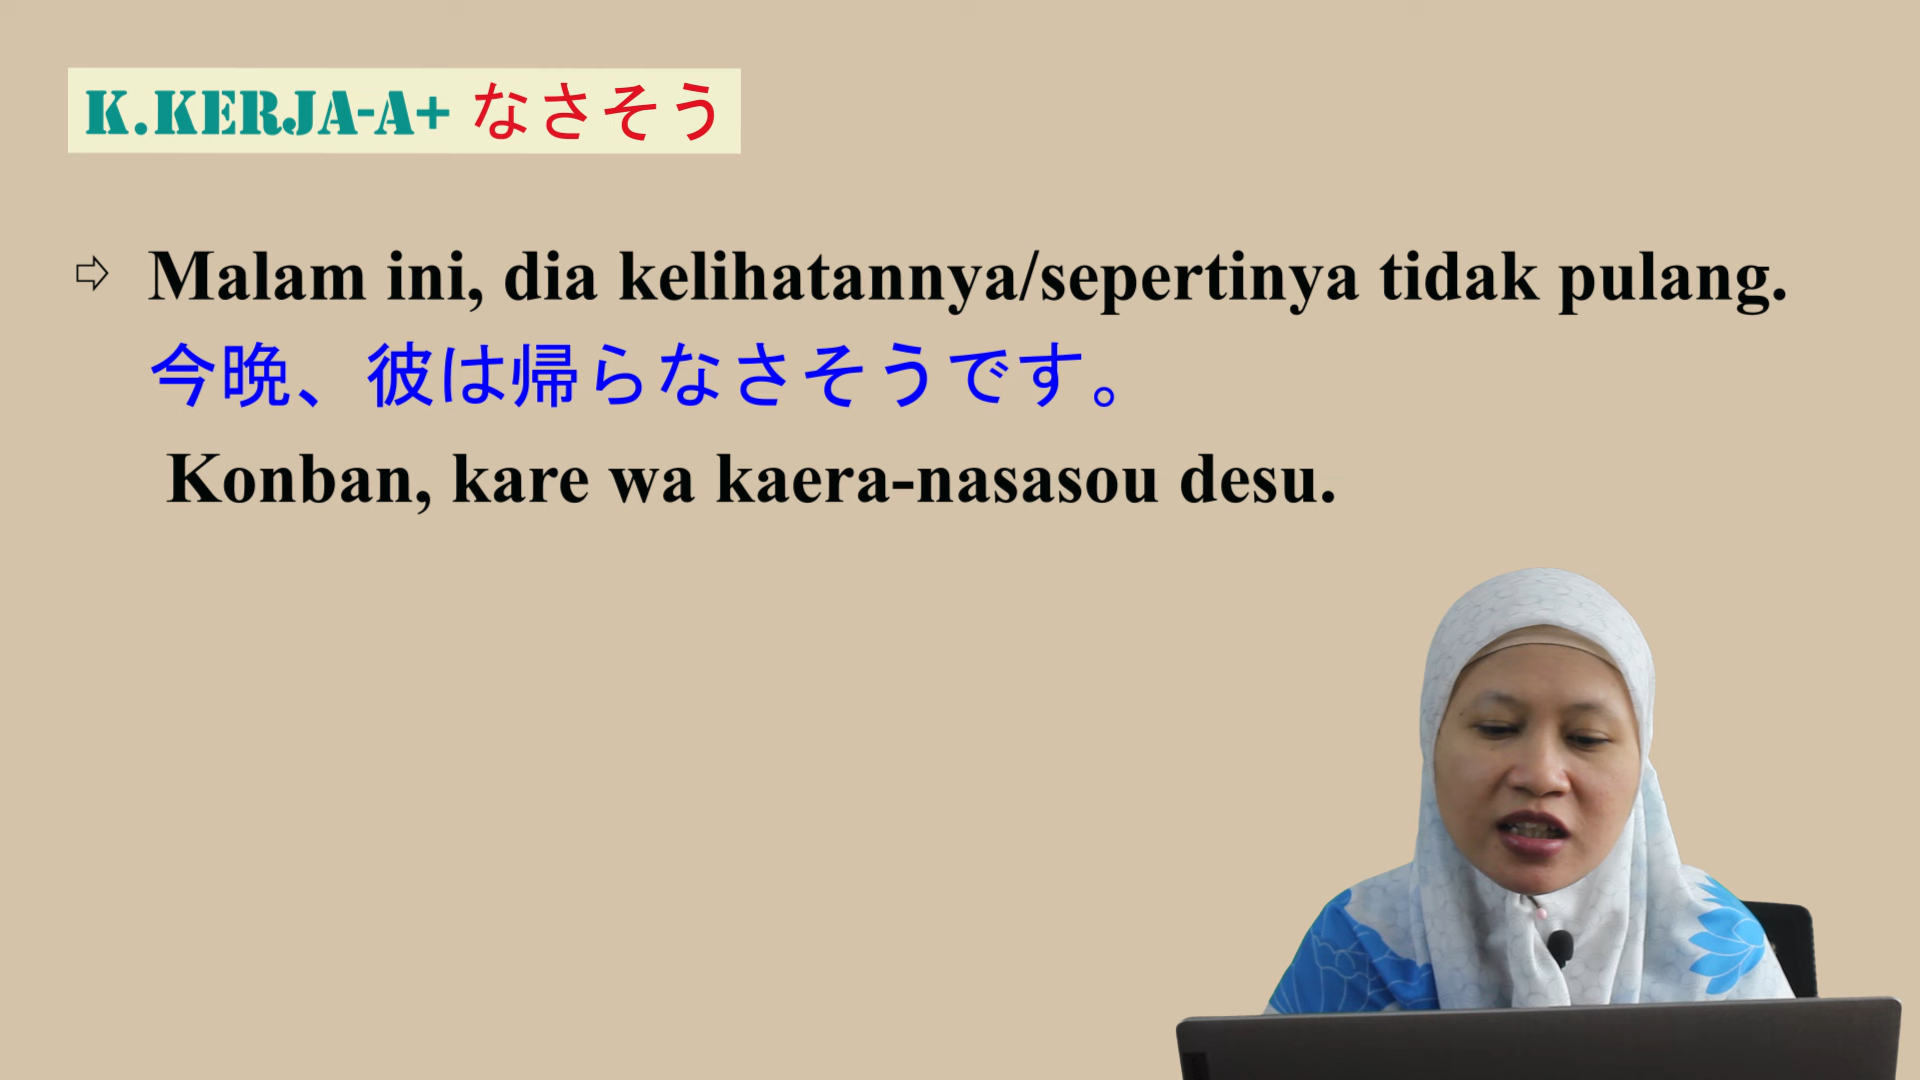 K.KERJA-A+ なさそう
⇨ Malam ini, dia kelihatannya/sepertinya tidak pulang.
今晩、彼は帰らなさそうです。
Konban, kare wa kaera-nasasou desu.